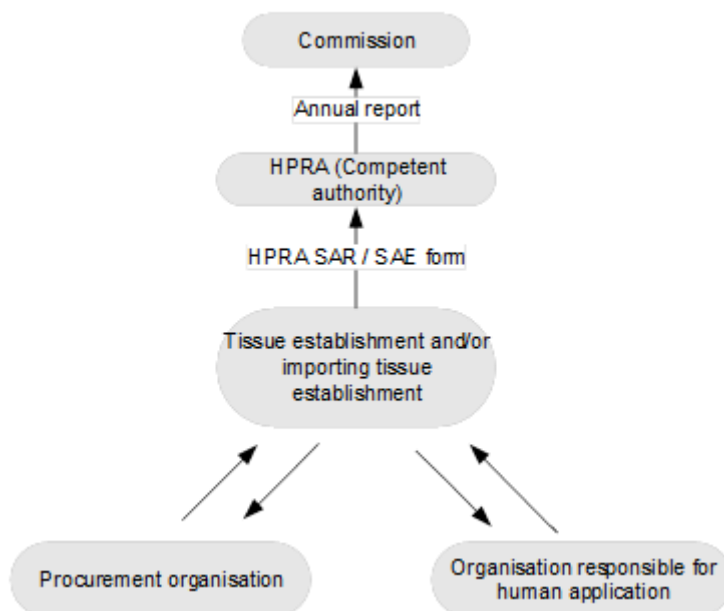 Commission
Annual report
HPRA (Competent
authority)
HPRA SAR / SAE form
Tissue establishment and/or
importing tissue
establishment
Procurement organisation
Organisation responsible for
human application